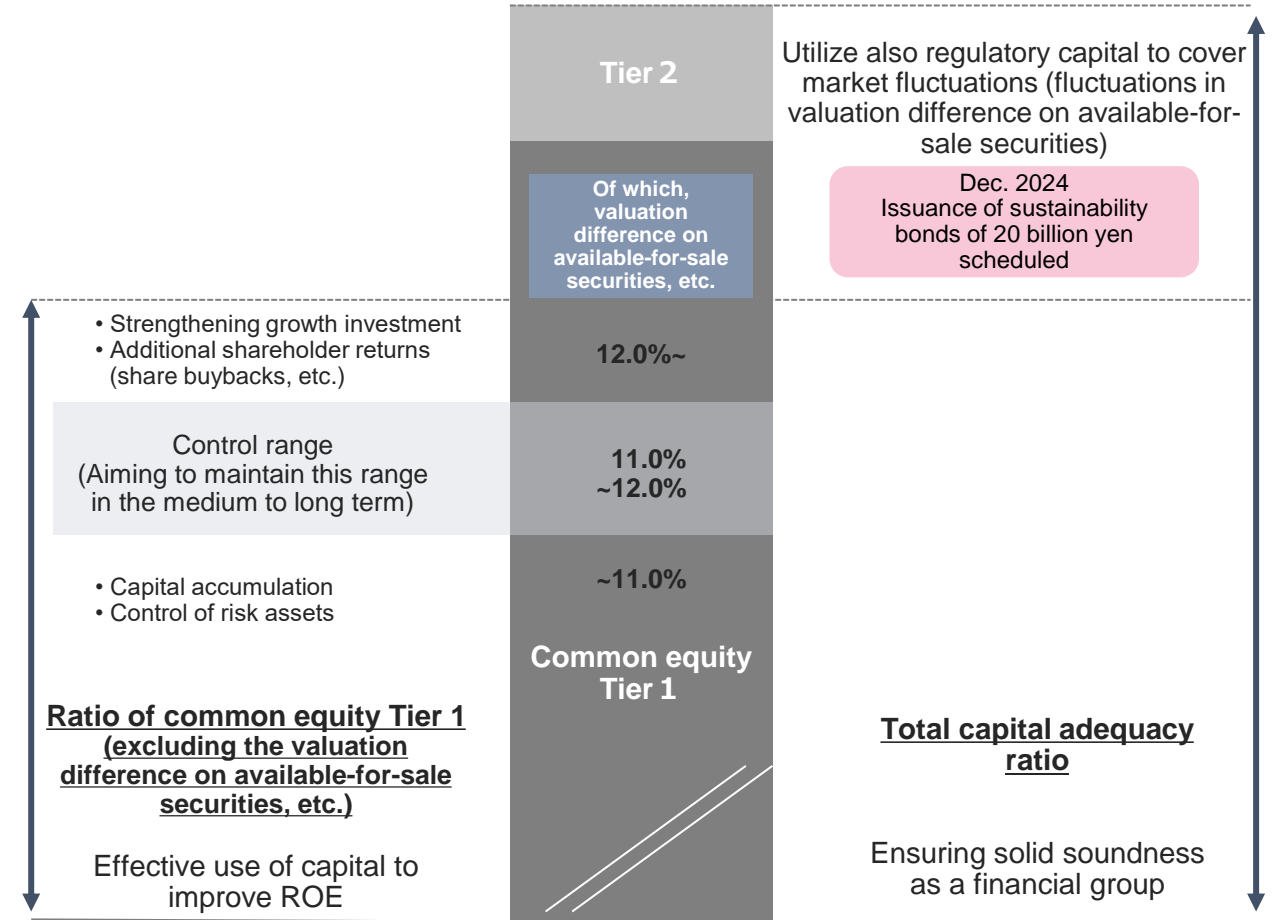 Tier 2
Utilize also regulatory capital to cover
market fluctuations (fluctuations in
valuation difference on available-for-
sale securities)
Of which,
valuation
difference on
available-for-sale
securities, etc.
Dec. 2024
Issuance of sustainability
bonds of 20 billion yen
scheduled
• Strengthening growth investment
• Additional shareholder returns
(share buybacks, etc.)
12.0%~
Control range
(Aiming to maintain this range
in the medium to long term)
11.0%
~12.0%
• Capital accumulation
• Control of risk assets
~11.0%
Common equity
Tier 1
Ratio of common equity Tier 1
(excluding the valuation
difference on available-for-sale
securities, etc.)
Effective use of capital to
improve ROE
Total capital adequacy
ratio
Ensuring solid soundness
as a financial group